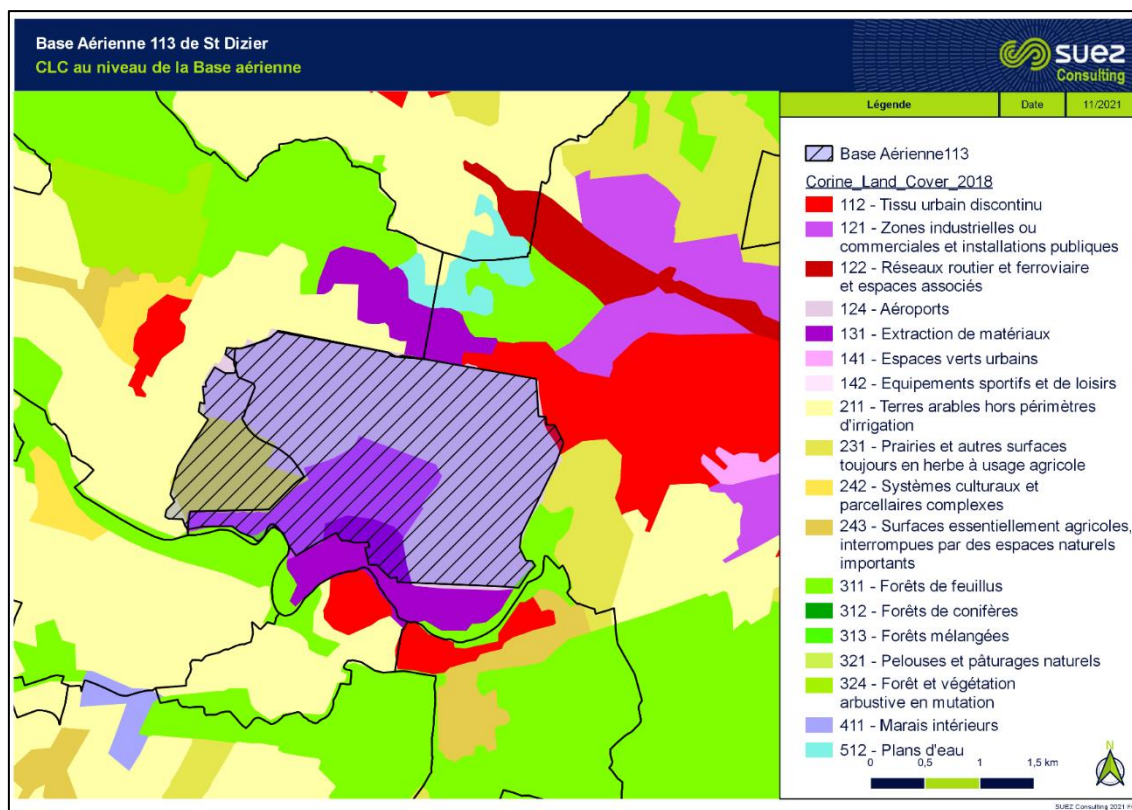 Base Aérienne 113 de St Dizier
CLC au niveau de la Base aérienne
suez
Consulting
Légende
Date
11/2021
Base Aérienne113
Corine_Land_Cover_2018
112 - Tissu urbain discontinu
121 - Zones industrielles ou
commerciales et installations publiques
122 - Réseaux routier et ferroviaire
et espaces associés
124 - Aéroports
131 - Extraction de matériaux
141 - Espaces verts urbains
142 - Equipements sportifs et de loisirs
211 - Terres arables hors périmètres
d'irrigation
231 - Prairies et autres surfaces
toujours en herbe à usage agricole
242 - Systèmes culturaux et
parcellaires complexes
243 - Surfaces essentiellement agricoles,
interrompues par des espaces naturels
importants
311 - Forêts de feuillus
312 - Forêts de conifères
313 - Forêts mélangées
321 - Pelouses et pâturages naturels
324 - Forêt et végétation
arbustive en mutation
411 - Marais intérieurs
512 - Plans d'eau
N
0 0,5 1 1,5 km
SUEZ Consulting 2021